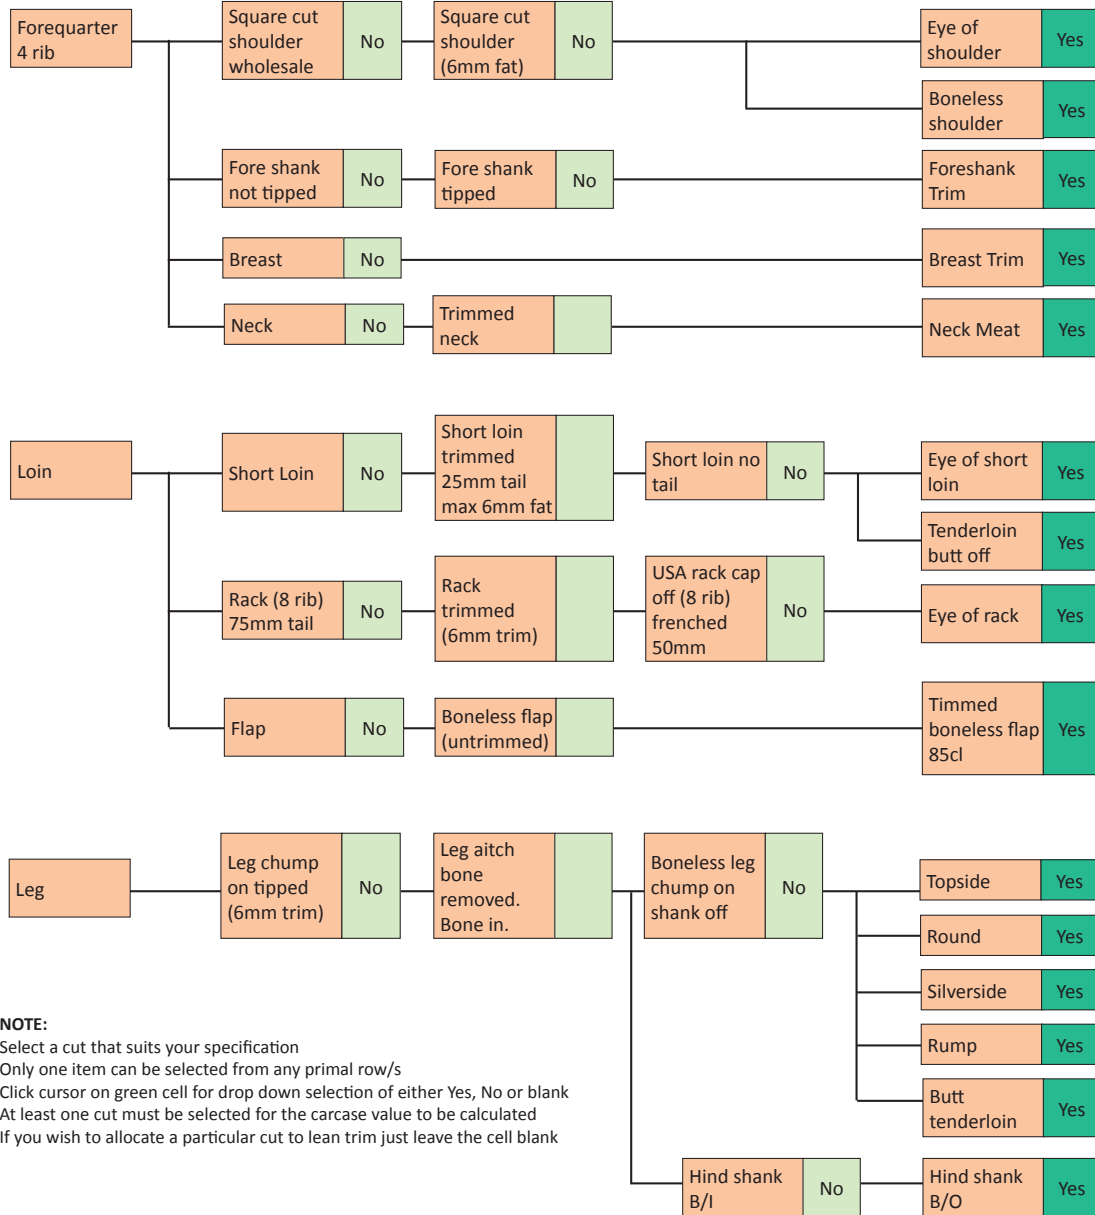 Forequarter
4 rib
Square cut
shoulder
wholesale
No
Square cut
shoulder
(6mm fat)
No
Eye of
shoulder
Yes
Boneless
shoulder
Yes
Fore shank
not tipped
No
Fore shank
tipped
No
Foreshank
Trim
Yes
Breast
No
Breast Trim
Yes
Neck
No
Trimmed
neck
Neck Meat
Yes
Loin
Short Loin
No
Short loin
trimmed
25mm tail
max 6mm fat
Short loin no
tail
No
Eye of short
loin
Yes
Tenderloin
butt off
Yes
Rack (8 rib)
75mm tail
No
Rack
trimmed
(6mm trim)
USA rack cap
off (8 rib)
frenched
50mm
No
Eye of rack
Yes
Flap
No
Boneless flap
(untrimmed)
Timmed
boneless flap
85cl
Yes
Leg
Leg chump
on tipped
(6mm trim)
No
Leg aitch
bone
removed.
Bone in.
Boneless leg
chump on
shank off
No
Topside
Yes
Round
Yes
Silverside
Yes
Rump
Yes
Butt
tenderloin
Yes
Hind shank
B/I
No
Hind shank
B/O
Yes
NOTE:
Select a cut that suits your specification
Only one item can be selected from any primal row/s
Click cursor on green cell for drop down selection of either Yes, No or blank
At least one cut must be selected for the carcase value to be calculated
If you wish to allocate a particular cut to lean trim just leave the cell blank